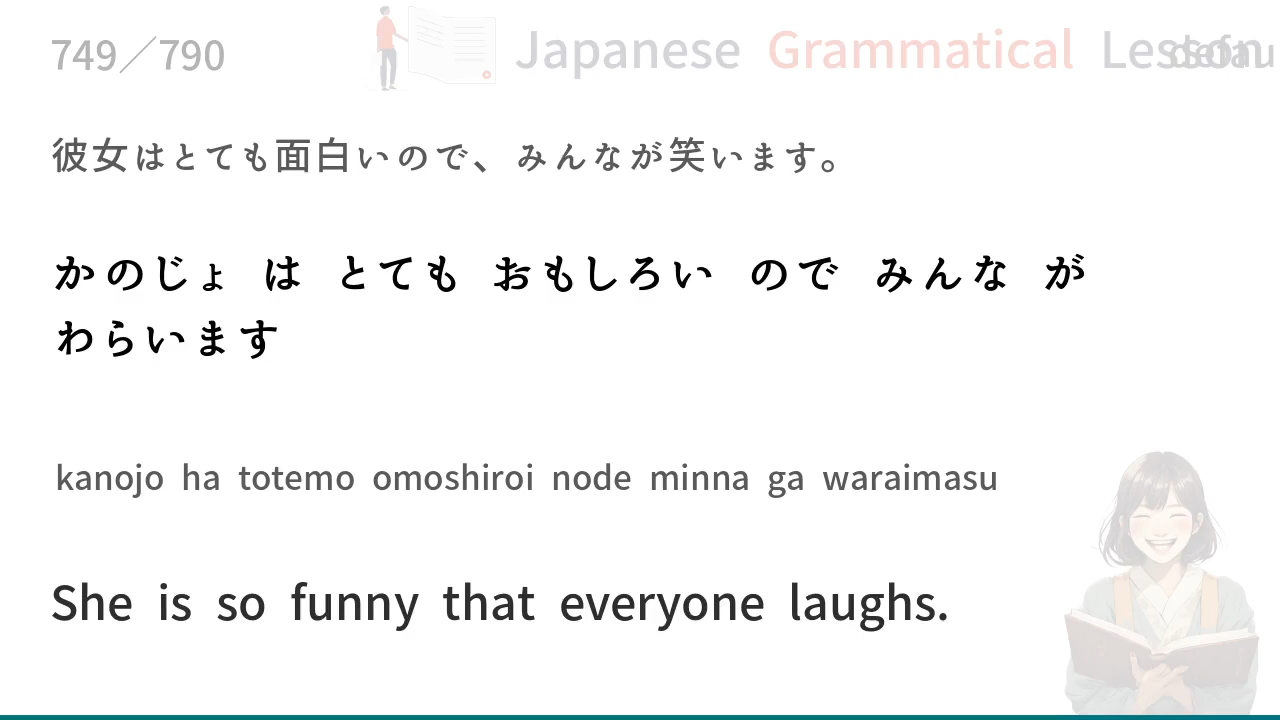 749／790
Japanese Grammatical Lesson
彼女はとても面白いので、みんなが笑います。
かのじょ は とても おもしろい ので みんな が
わらいます
kanojo ha totemo omoshiroi node minna ga waraimasu
She is so funny that everyone laughs.